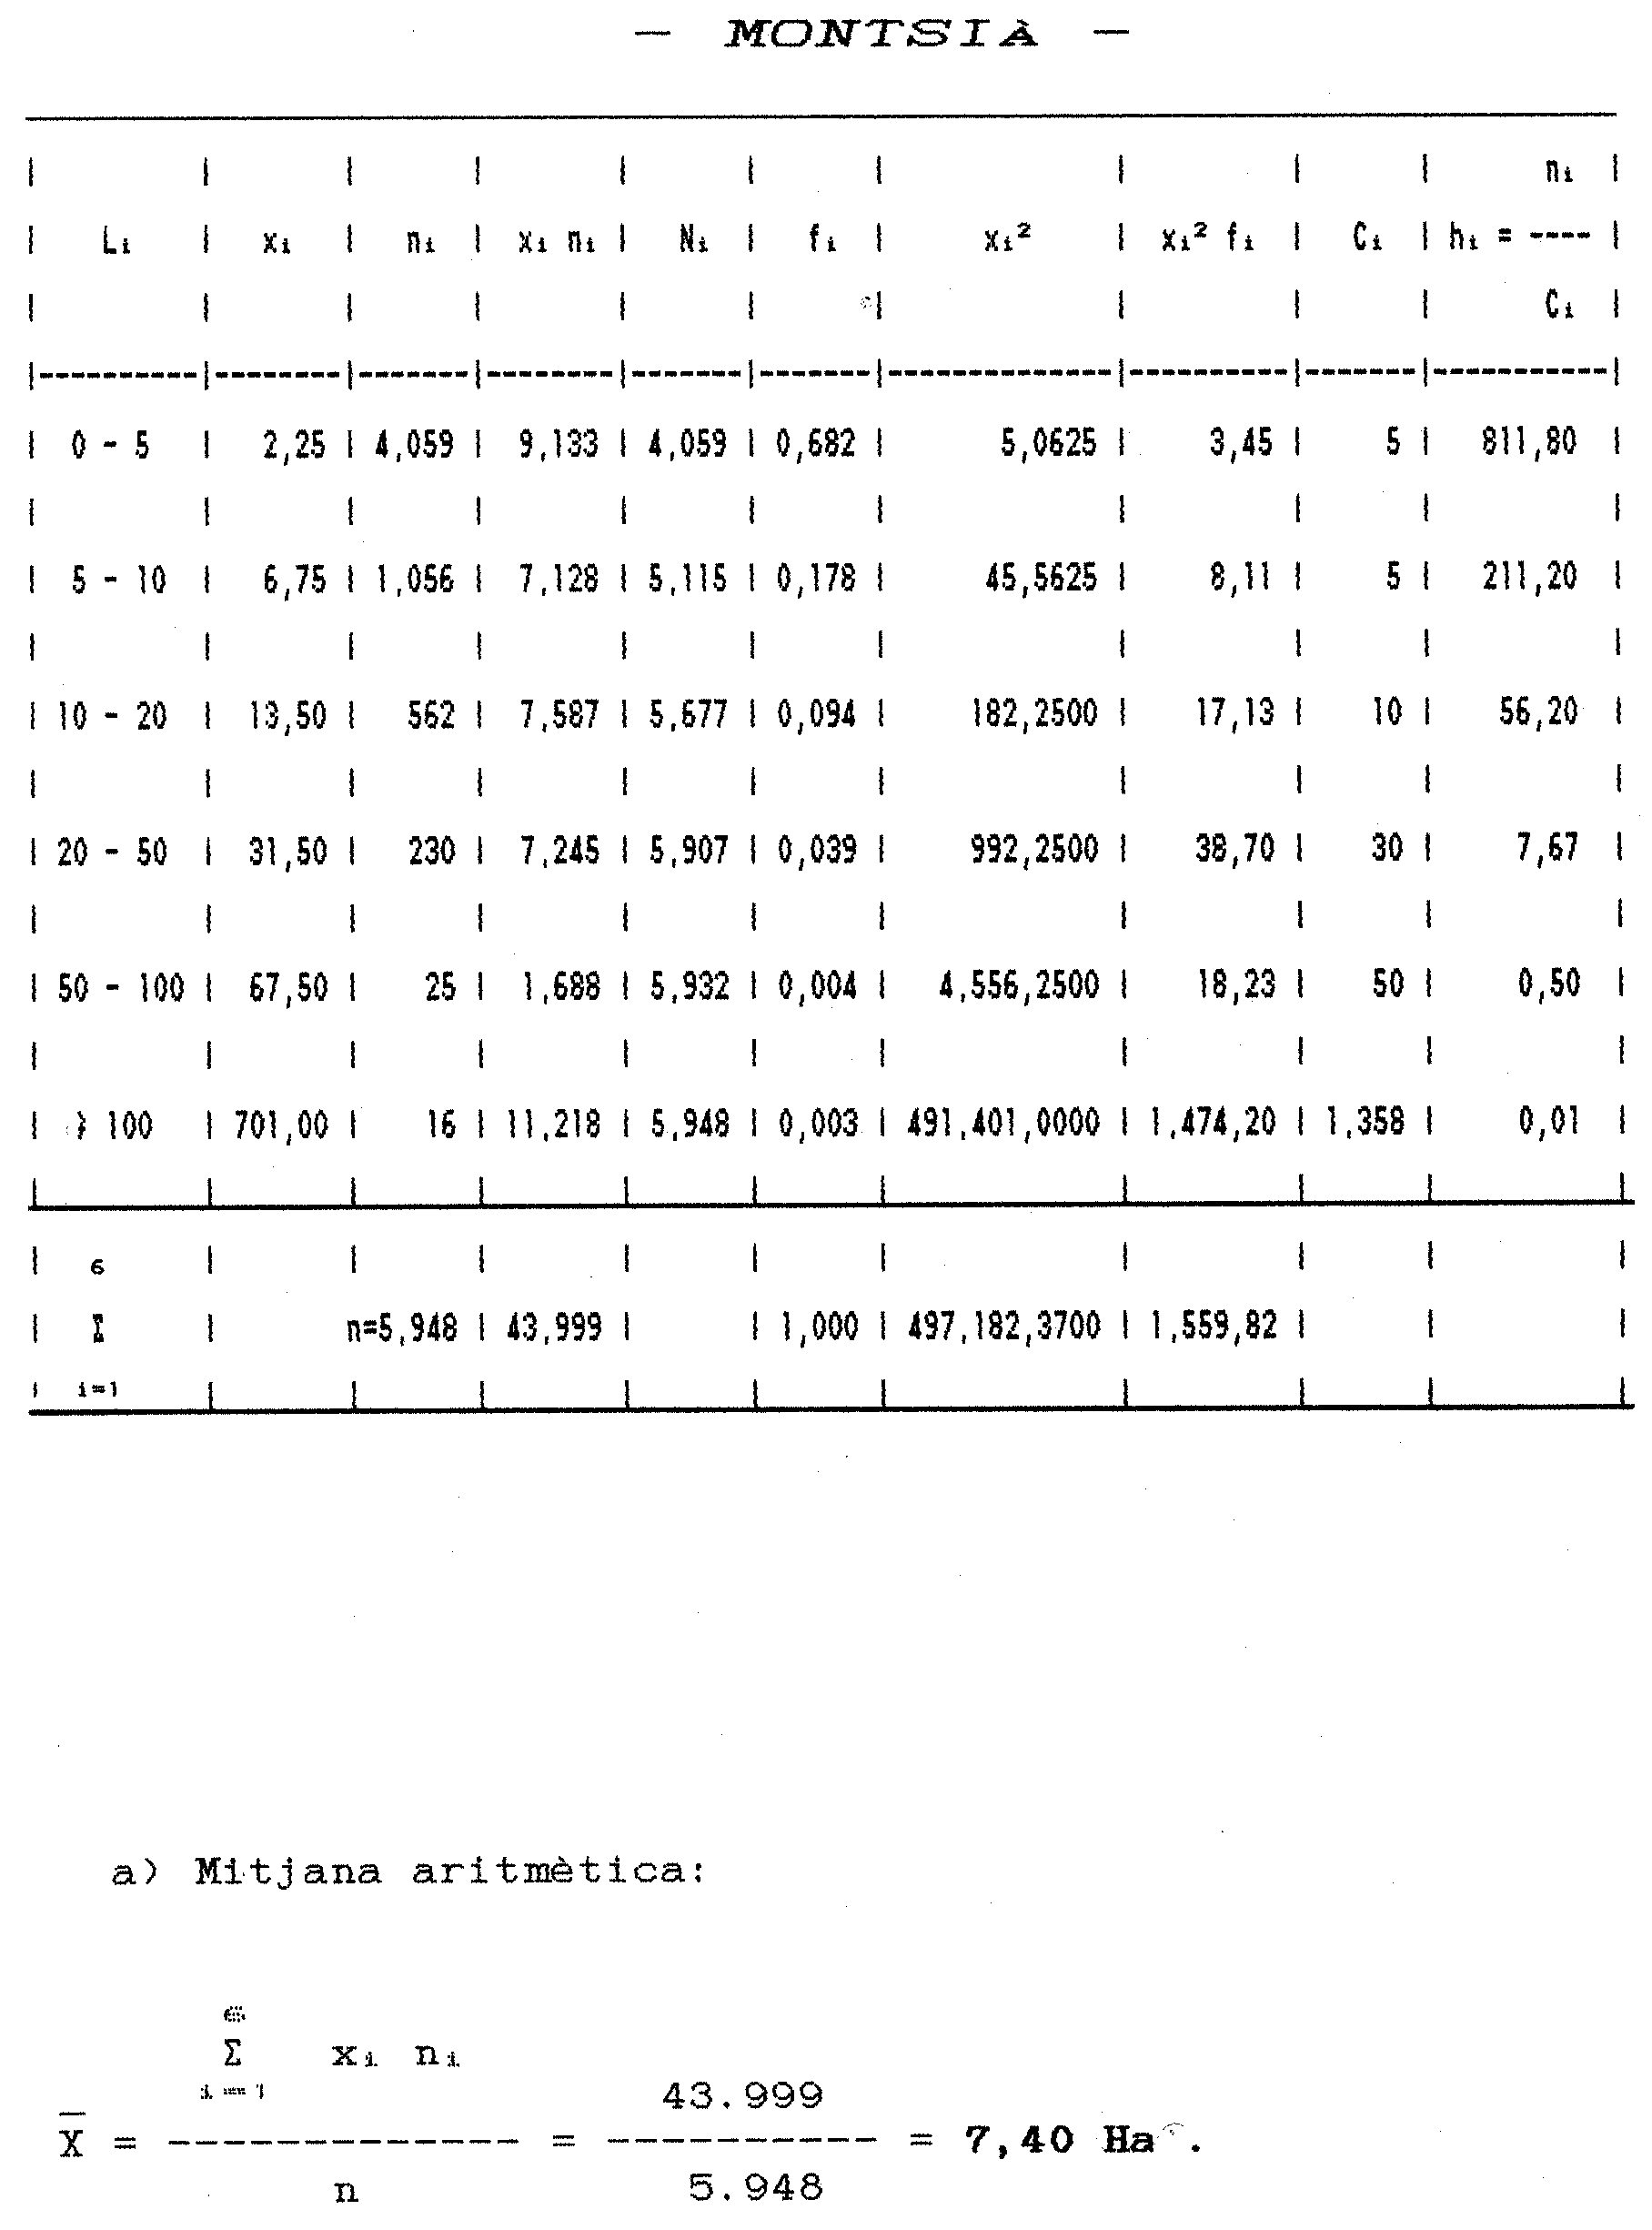 - MONTSIÀ -
| | | | | | | | | | nᵢ |
| Lᵢ | xᵢ | nᵢ | xᵢ nᵢ | Nᵢ | fᵢ | xᵢ² | xᵢ² fᵢ | Cᵢ | hᵢ = ---- |
| | | | | | | | | | Cᵢ |
|----------|--------|-------|--------|-------|-------|--------------|----------|-------|-----------|
| 0 - 5 | 2,25 | 4,059 | 9,133 | 4,059 | 0,682 | 5,0625 | 3,45 | 5 | 811,80 |
| 5 - 10 | 6,75 | 1,056 | 7,128 | 5,115 | 0,178 | 45,5625 | 8,11 | 5 | 211,20 |
| 10 - 20 | 13,50 | 562 | 7,587 | 5,677 | 0,094 | 182,2500 | 17,13 | 10 | 56,20 |
| 20 - 50 | 31,50 | 230 | 7,245 | 5,907 | 0,039 | 992,2500 | 38,70 | 30 | 7,67 |
| 50 - 100 | 67,50 | 25 | 1,688 | 5,932 | 0,004 | 4,556,2500 | 18,23 | 50 | 0,50 |
| > 100 | 701,00 | 16 | 11,218 | 5,948 | 0,003 | 491,401,0000 | 1,474,20 | 1,358 | 0,01 |
| 6 | | | | | | | | | |
| Σ | n=5,948 | 43,999 | | 1,000 | 497,182,3700 | 1,559,82 | | |
| i=1 | | | | | | | | | |
a) Mitjana aritmètica:
6
Σ xᵢ nᵢ
i=1 43.999
X̄ = ------------- = ---------- = 7,40 Ha .
n 5.948